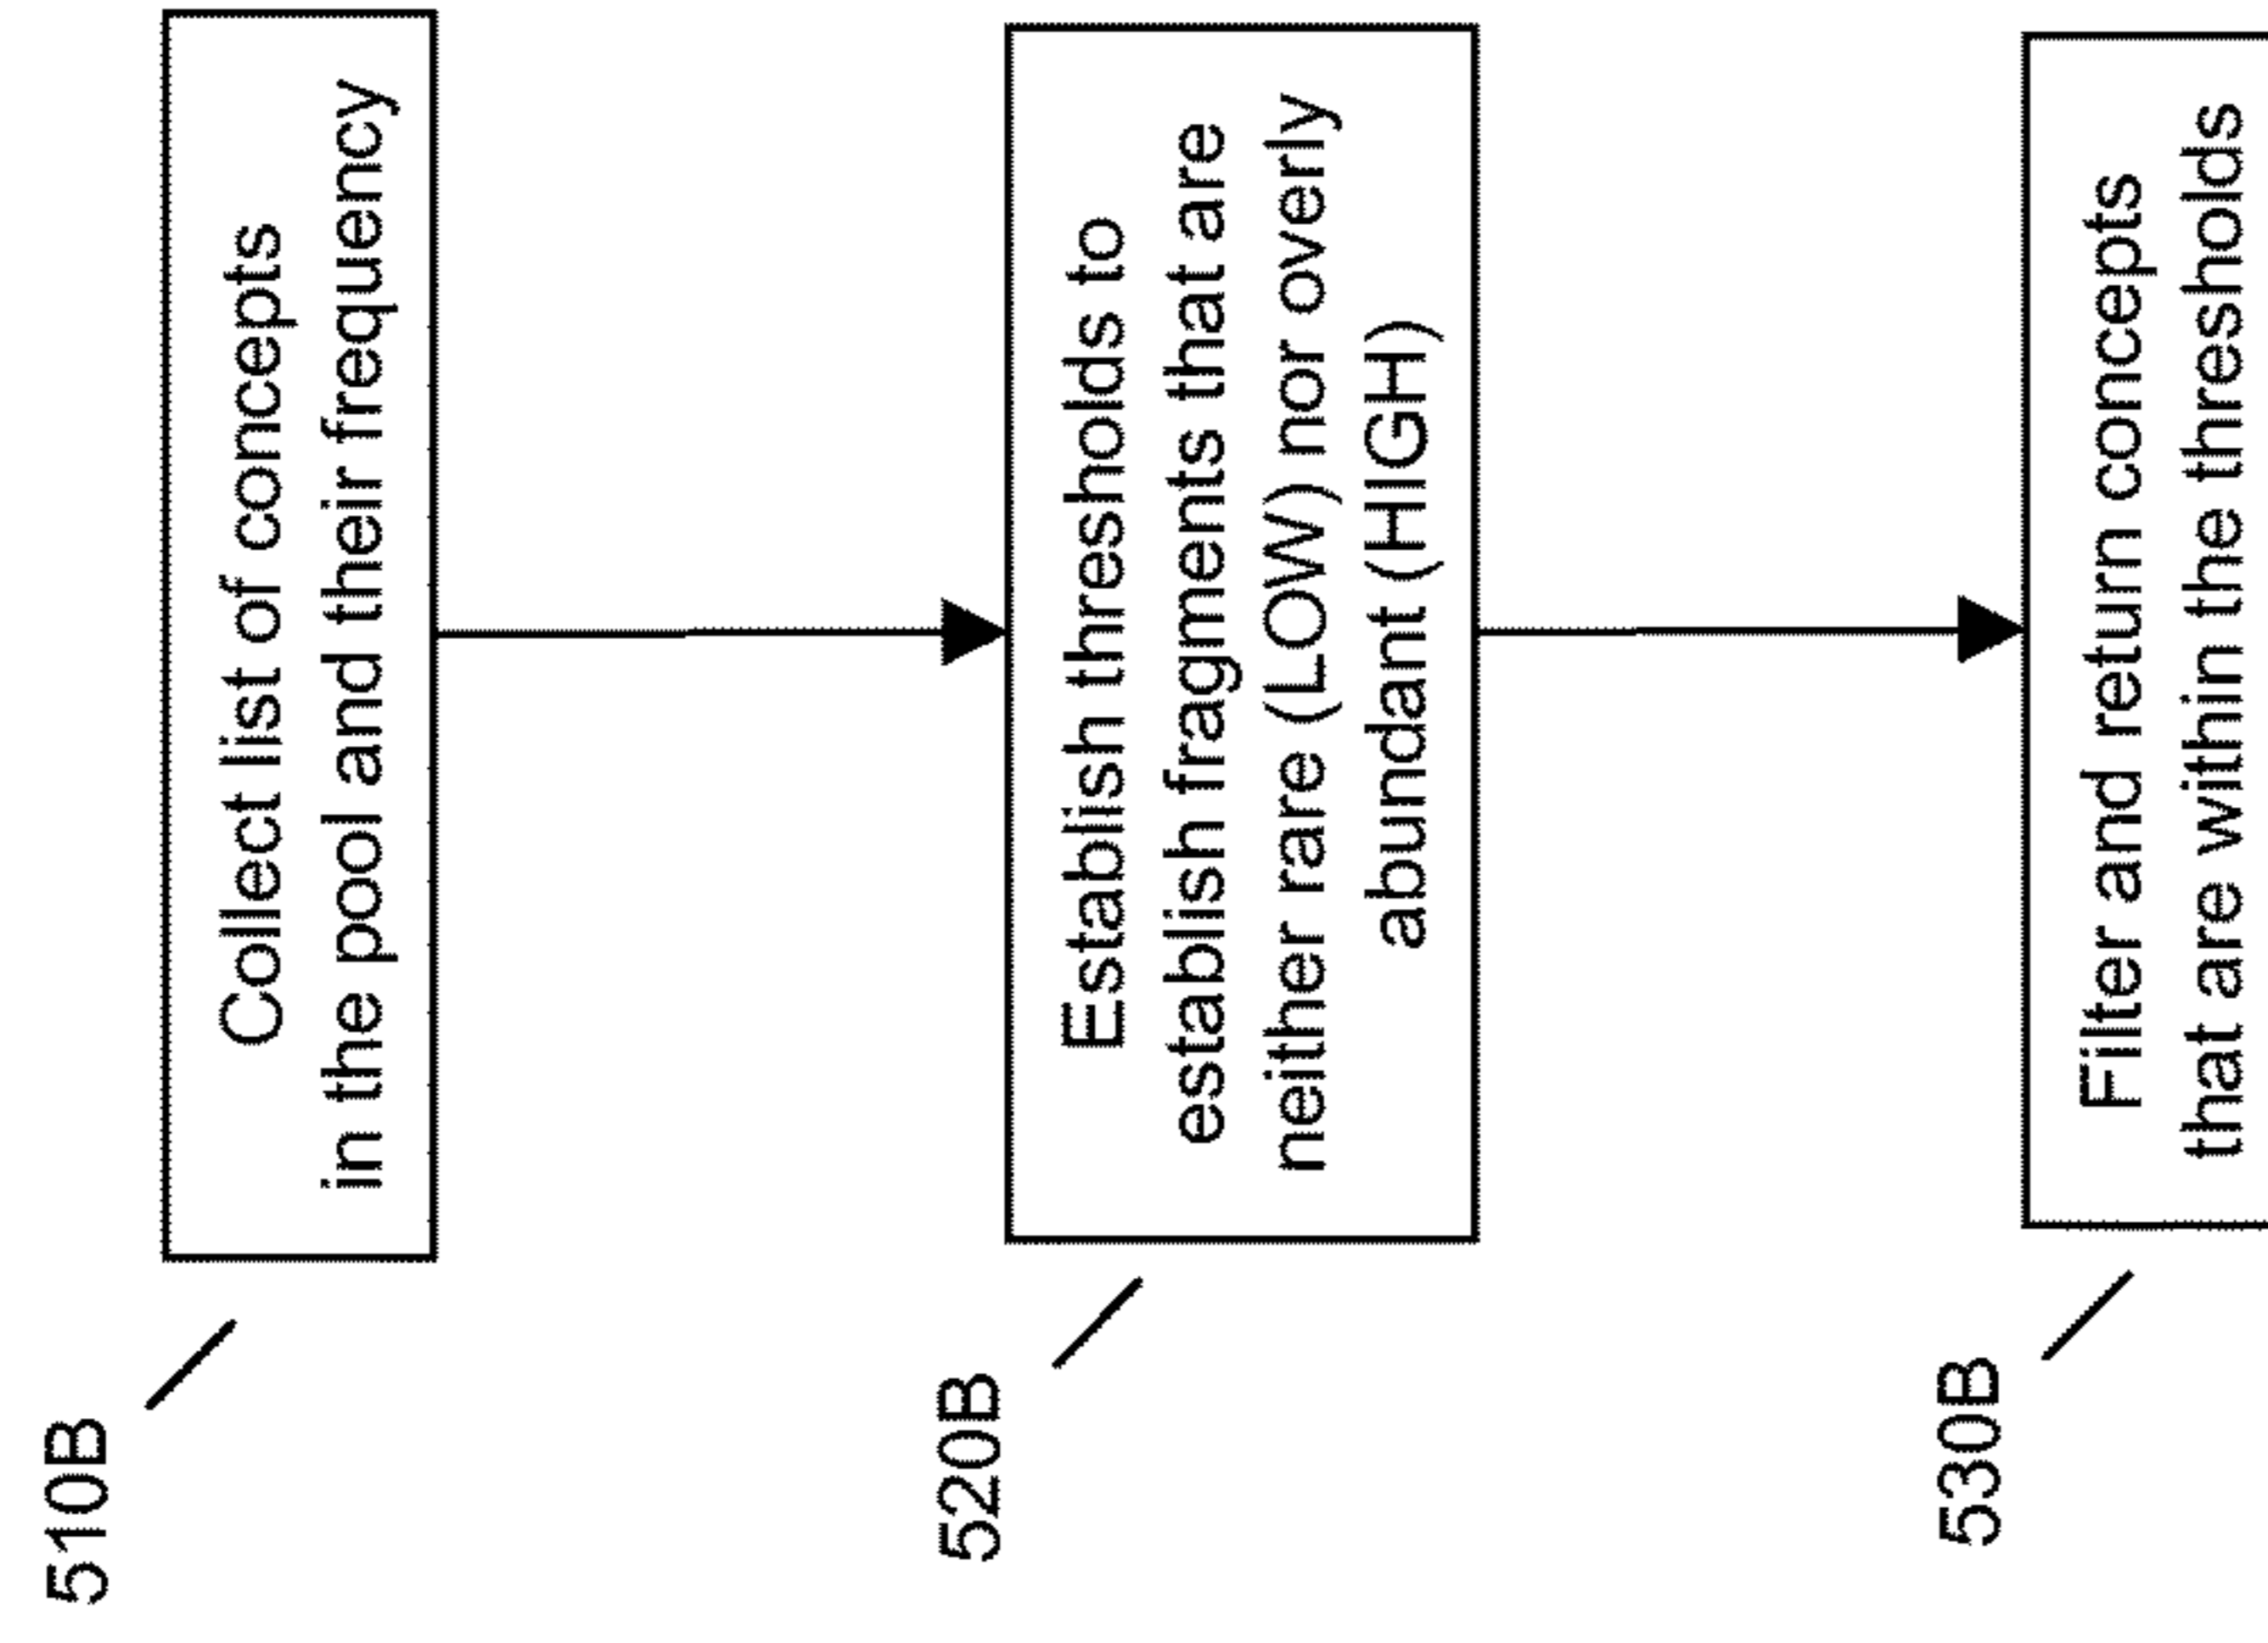 510B
Collect list of concepts
in the pool and their frequency
520B
Establish thresholds to
establish fragments that are
neither rare (LOW) nor overly
abundant (HIGH)
530B
Filter and return concepts
that are within the thresholds